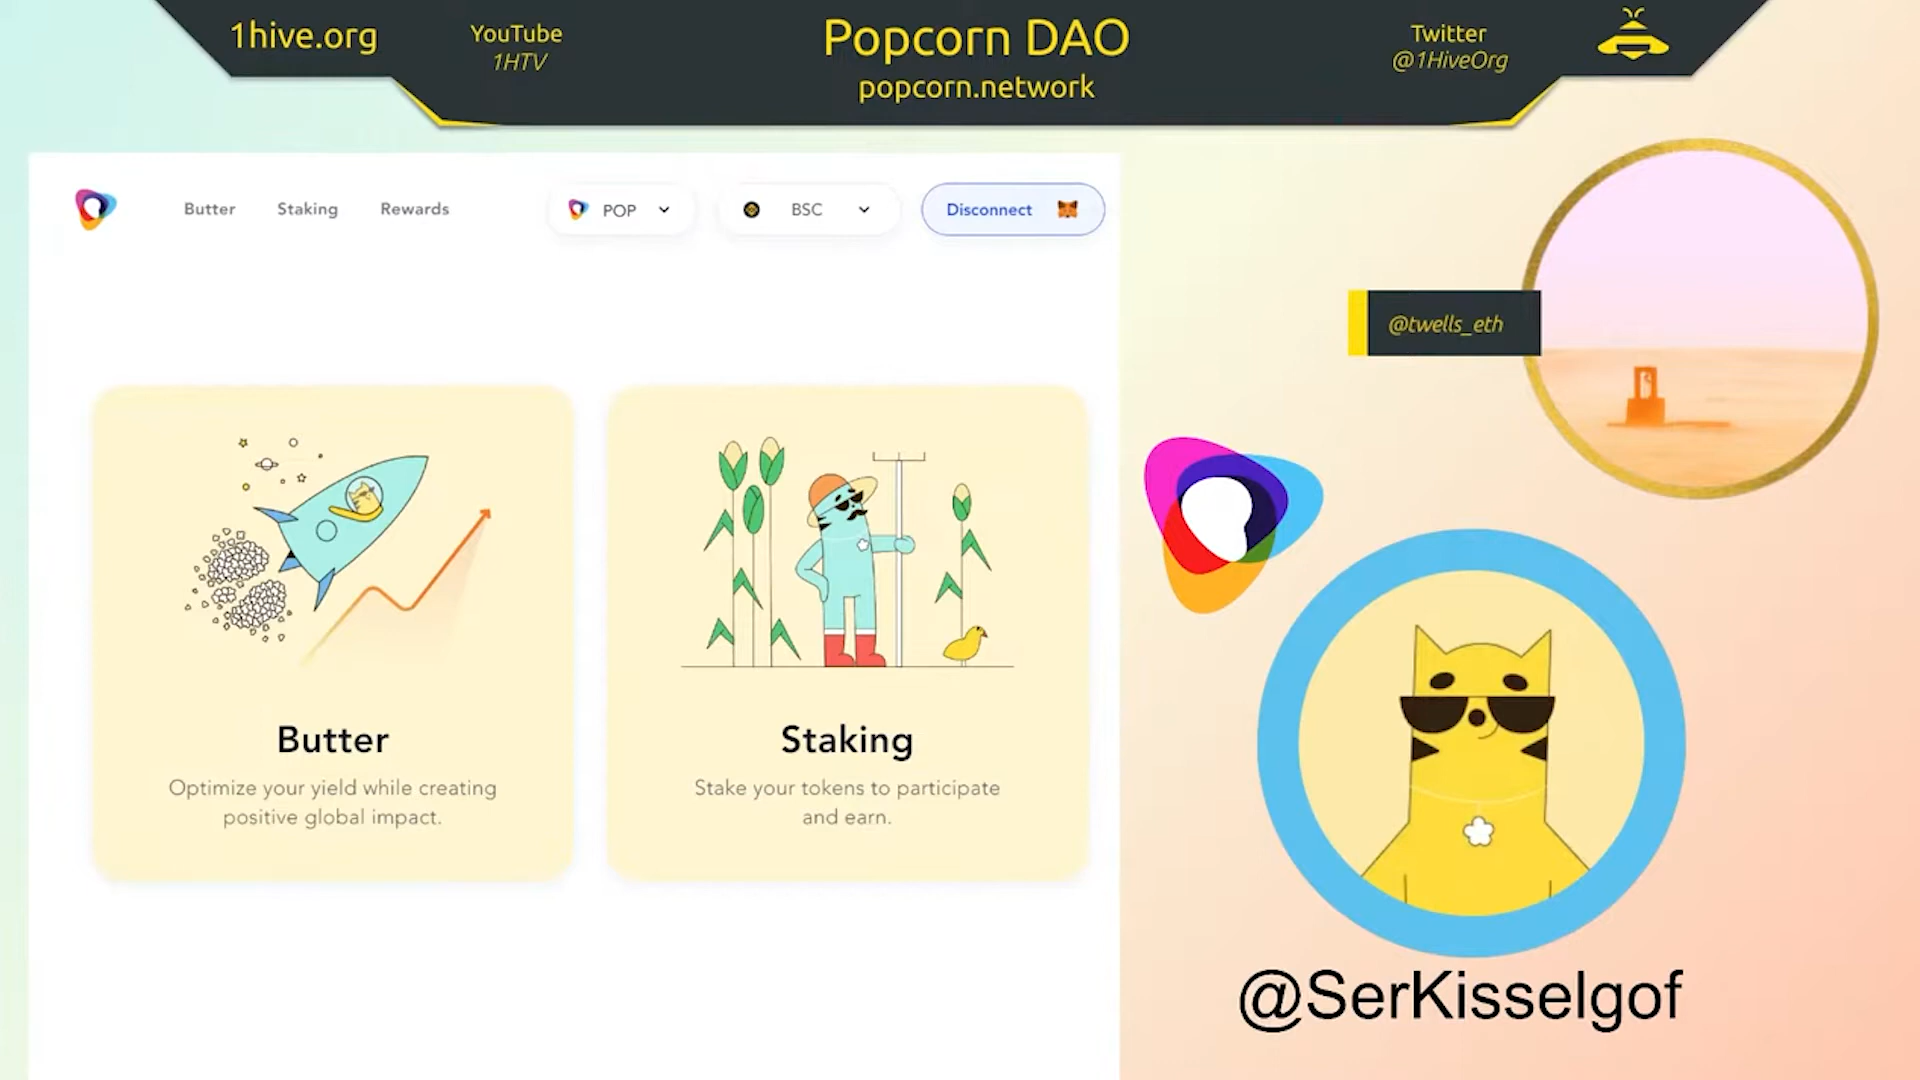 1hive.org
YouTube
1HTV
Popcorn DAO
popcorn.network
Twitter
@1HiveOrg
Butter
Staking
Rewards
POP
BSC
Disconnect
@twells_eth
Butter
Optimize your yield while creating
positive global impact.
Staking
Stake your tokens to participate
and earn.
@SerKisselgof